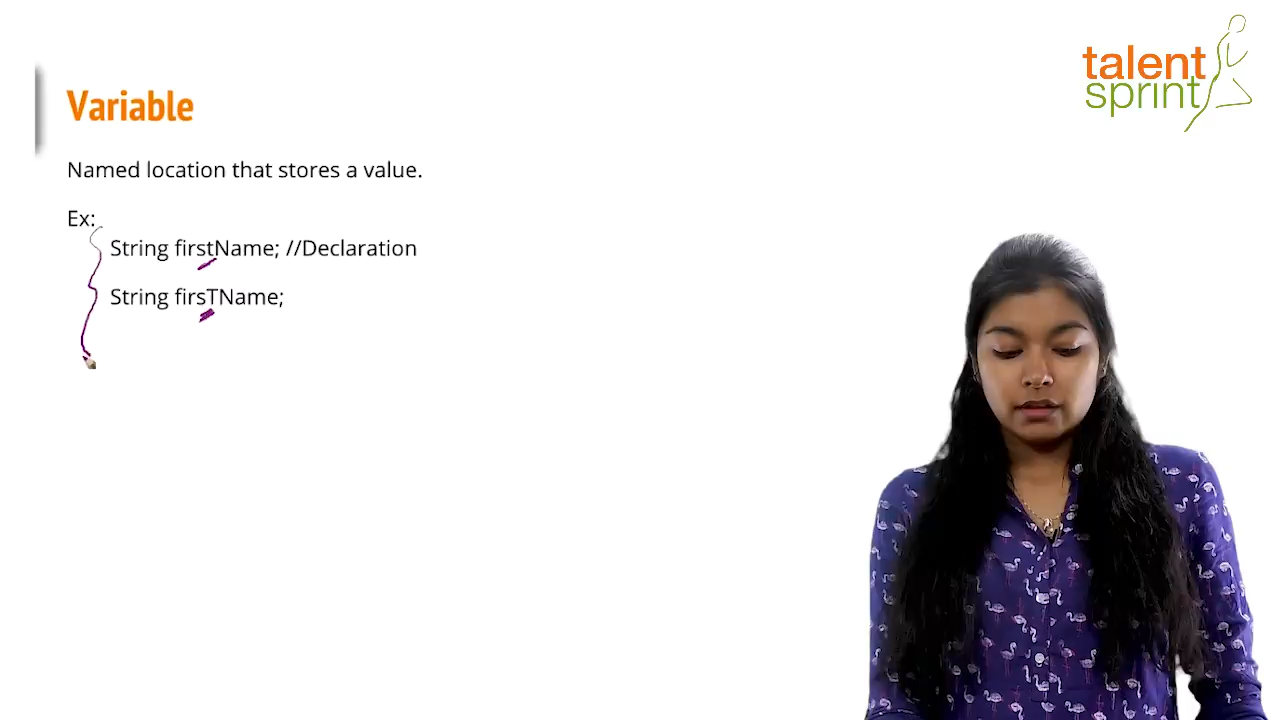 talent
sprint
Variable
Named location that stores a value.
Ex:
String firstName; //Declaration
String firsTName;